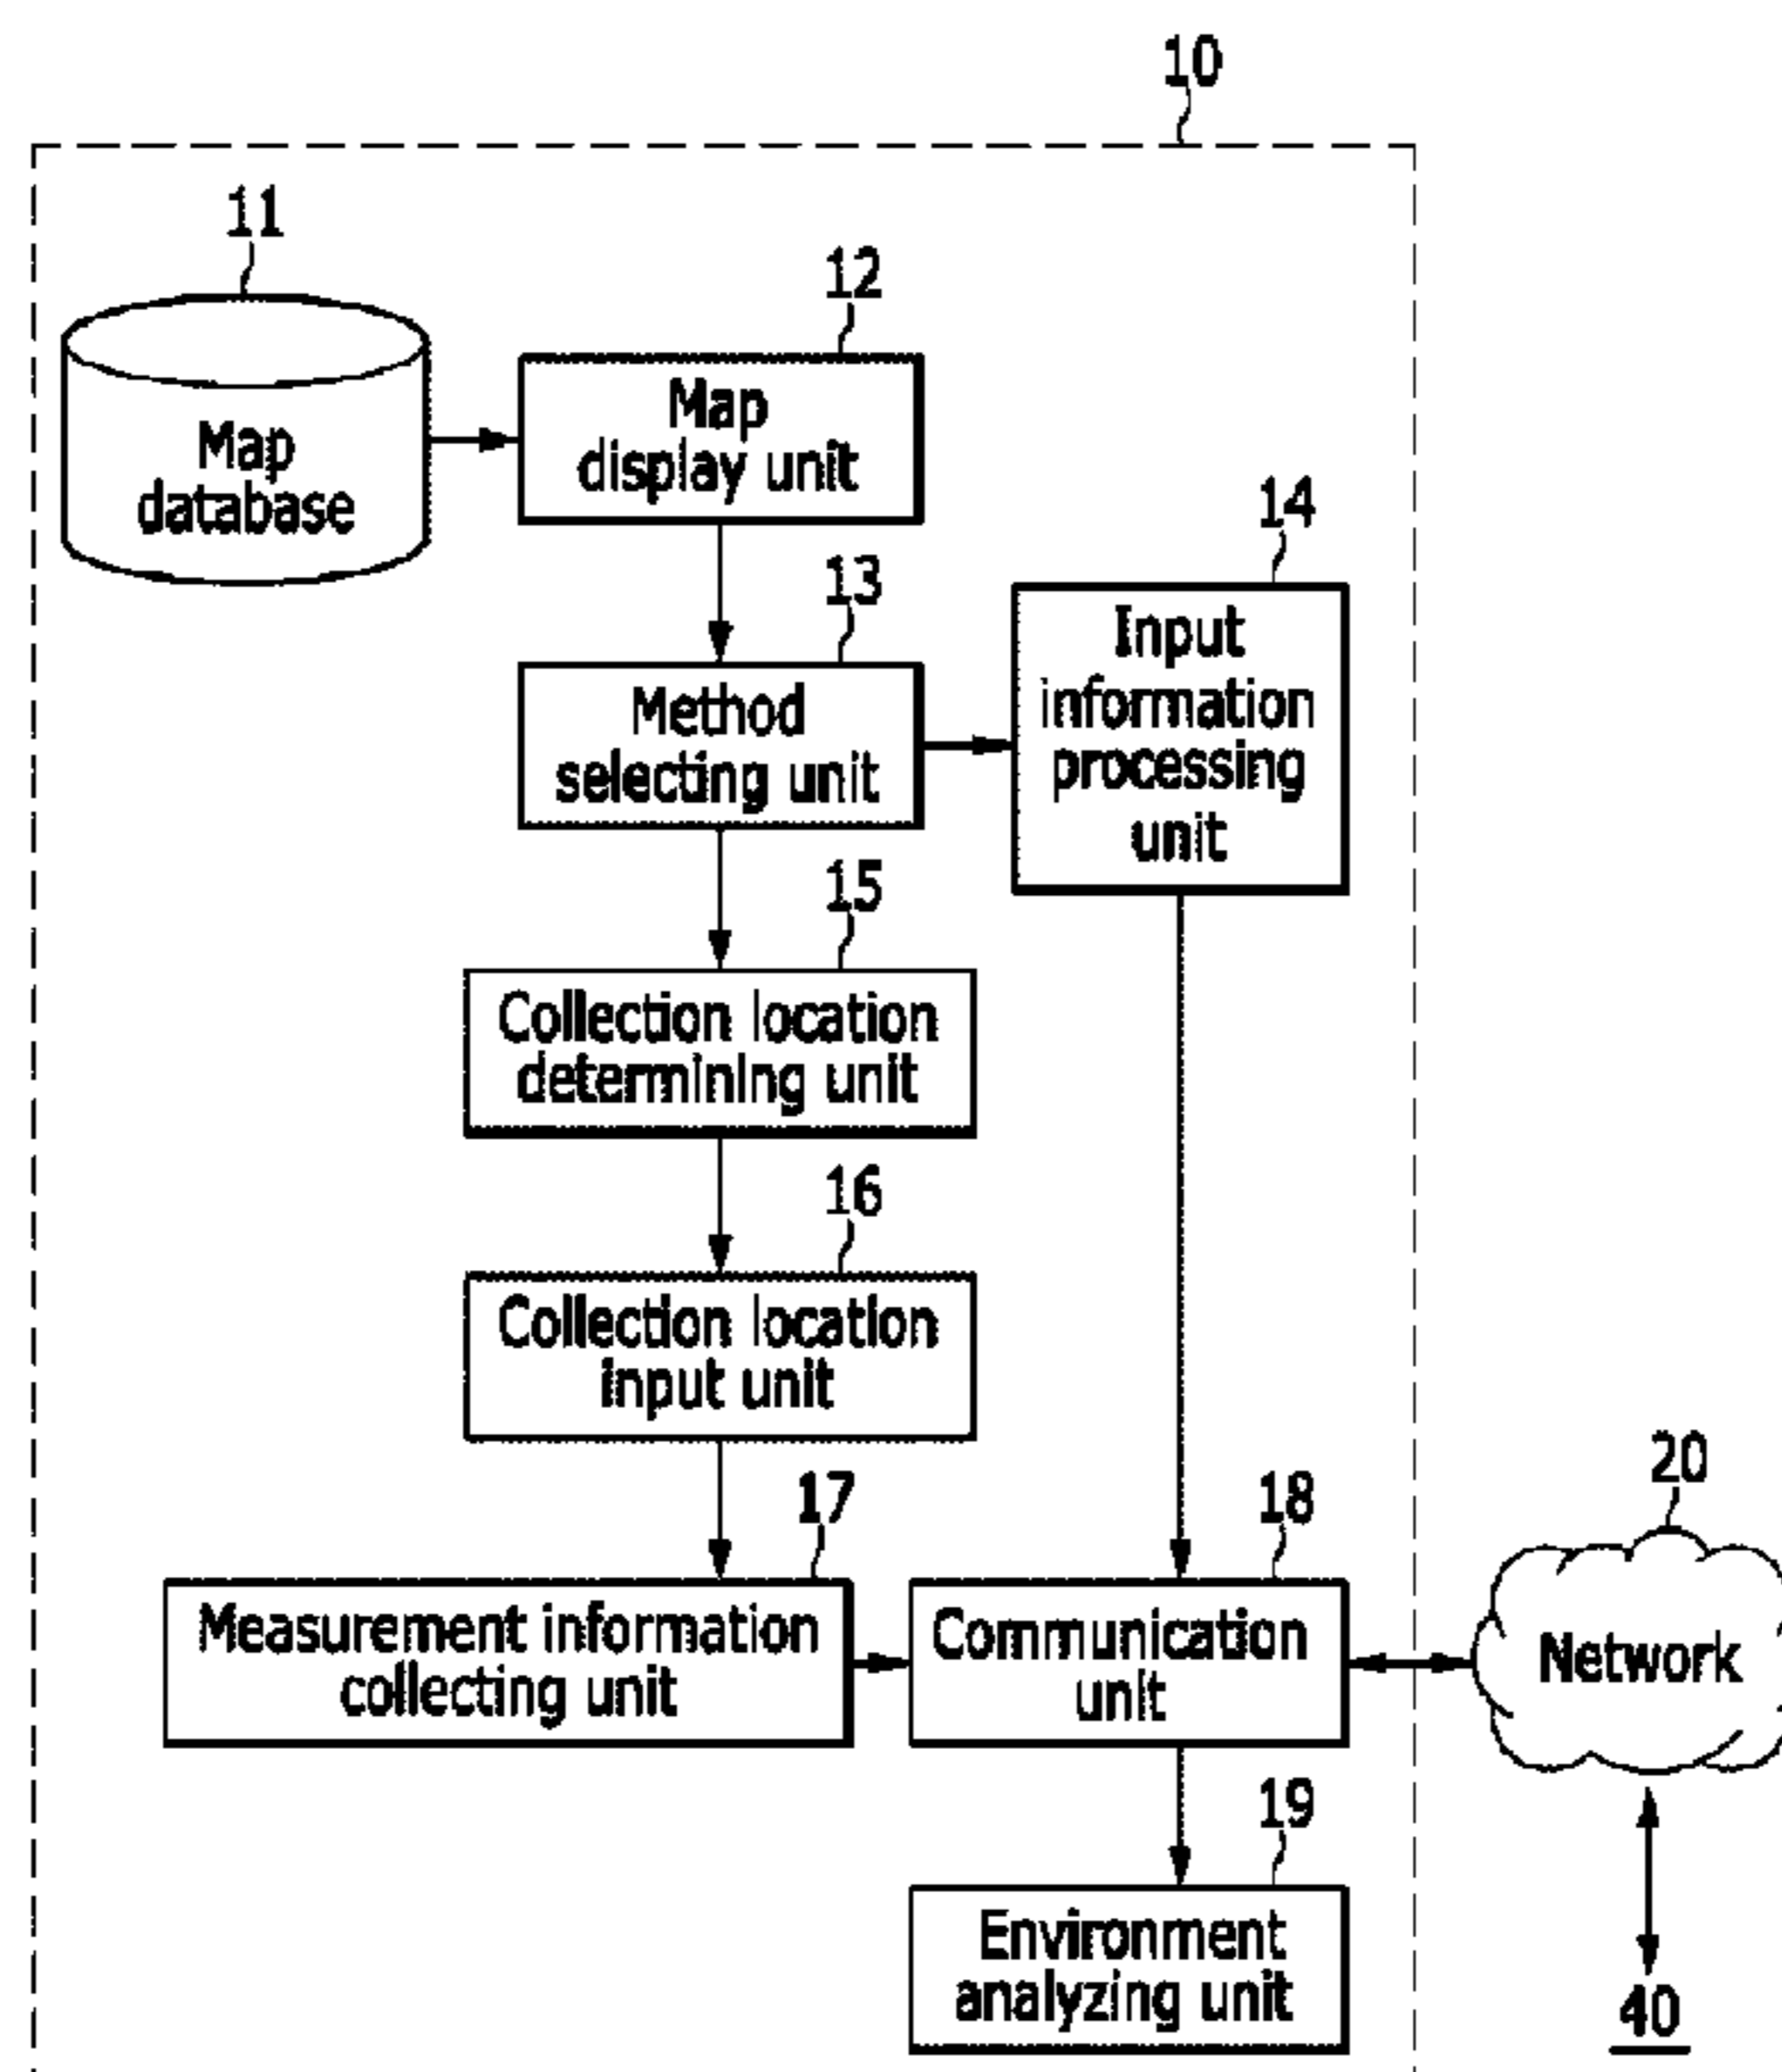 10
11
12
Map
display unit
Map
database
14
13
Input
information
processing
unit
Method
selecting unit
15
Collection location
determining unit
16
Collection location
input unit
20
17
18
Measurement information
collecting unit
Communication
unit
Network
19
Environment
analyzing unit
40